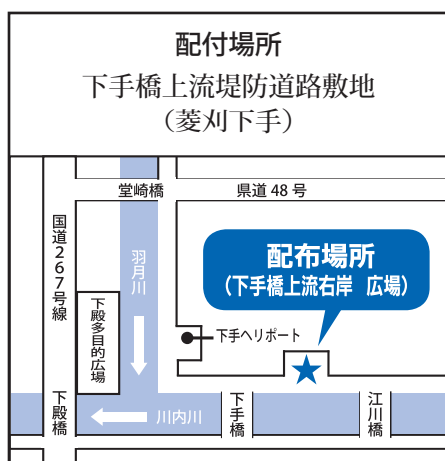 配付場所
下手橋上流堤防道路敷地
（菱刈下手）
堂崎橋
県道48号
国道267号線
羽月川
配布場所
（下手橋上流右岸 広場）
下殿多目的広場
下手ヘリポート
下殿橋
川内川
下手橋
江川橋